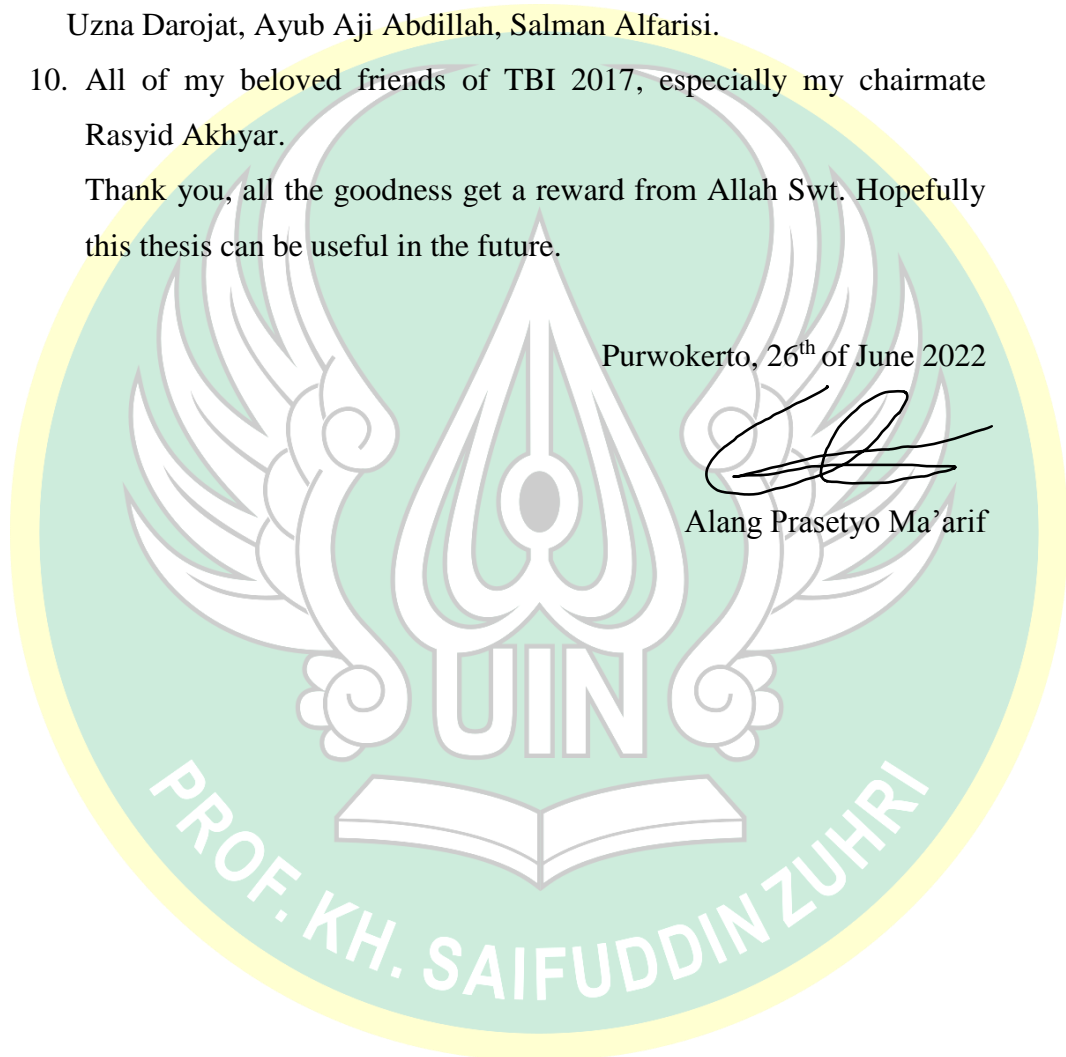 Uzna Darojat, Ayub Aji Abdillah, Salman Alfarisi.
10. All of my beloved friends of TBI 2017, especially my chairmate
Rasyid Akhyar.
Thank you, all the goodness get a reward from Allah Swt. Hopefully
this thesis can be useful in the future.
Purwokerto, 26th of June 2022
Alang Prasetyo Ma’arif
UIN
PROF. KH. SAIFUDDIN ZUHRI